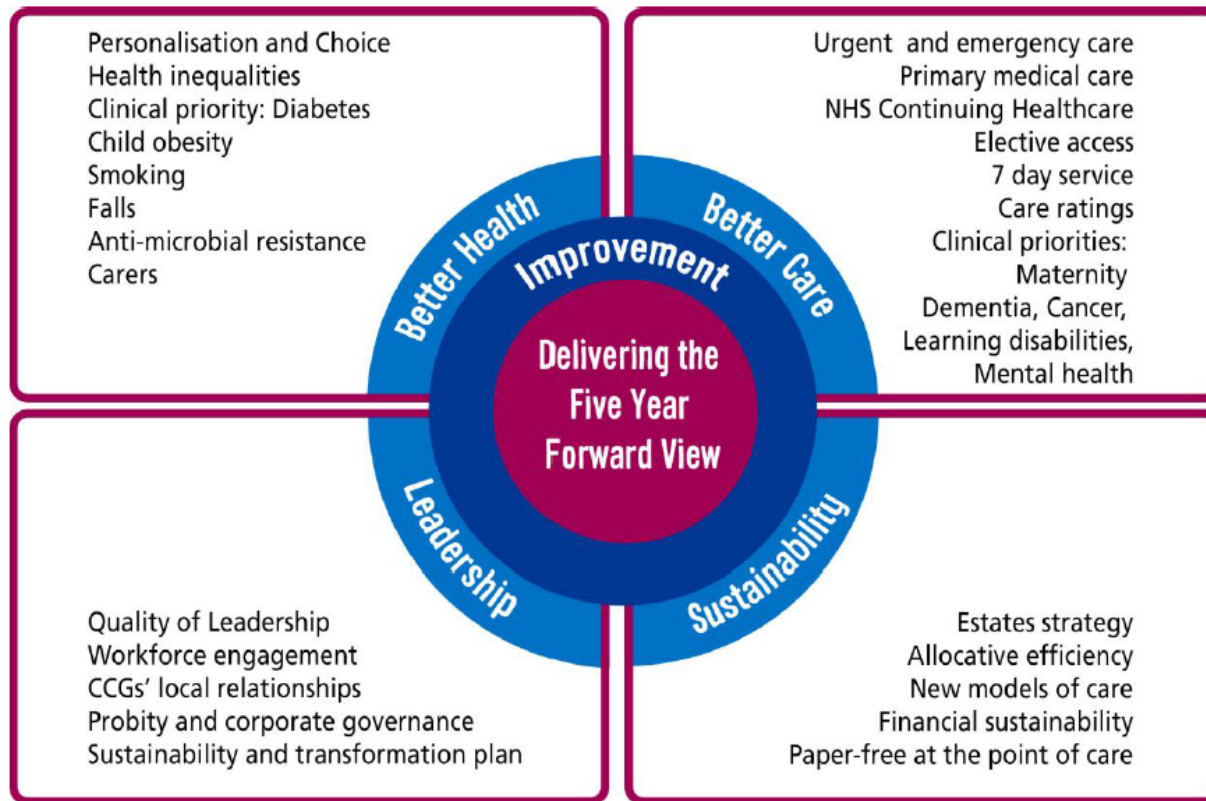 Personalisation and Choice
Health inequalities
Clinical priority: Diabetes
Child obesity
Smoking
Falls
Anti-microbial resistance
Carers
Urgent and emergency care
Primary medical care
NHS Continuing Healthcare
Elective access
7 day service
Care ratings
Clinical priorities:
Maternity
Dementia, Cancer,
Learning disabilities,
Mental health
Better Health
Better Care
Improvement
Delivering the
Five Year
Forward View
Leadership
Sustainability
Quality of Leadership
Workforce engagement
CCGs' local relationships
Probity and corporate governance
Sustainability and transformation plan
Estates strategy
Allocative efficiency
New models of care
Financial sustainability
Paper-free at the point of care